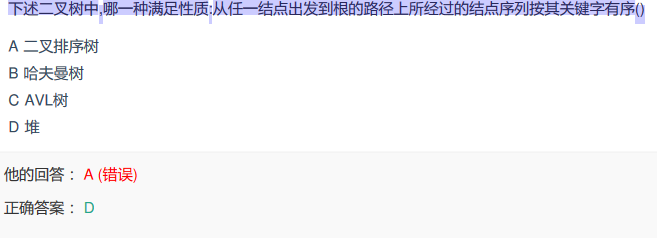 下述二叉树中,哪一种满足性质:从任一结点出发到根的路径上所经过的结点序列按其关键字有序()
A 二叉排序树
B 哈夫曼树
C AVL树
D 堆
他的回答： A (错误)
正确答案： D